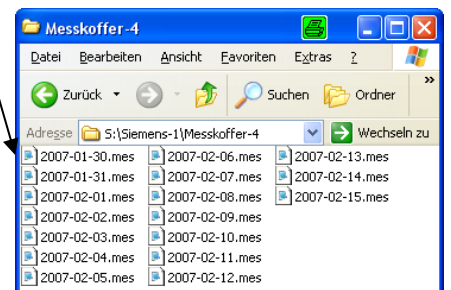 Messkoffer-4
Datei Bearbeiten Ansicht Favoriten Extras ?
Zurück Suchen Ordner »
Adresse S:\Siemens-1\Messkoffer-4 Wechseln zu
2007-01-30.mes 2007-02-06.mes 2007-02-13.mes
2007-01-31.mes 2007-02-07.mes 2007-02-14.mes
2007-02-01.mes 2007-02-08.mes 2007-02-15.mes
2007-02-02.mes 2007-02-09.mes
2007-02-03.mes 2007-02-10.mes
2007-02-04.mes 2007-02-11.mes
2007-02-05.mes 2007-02-12.mes